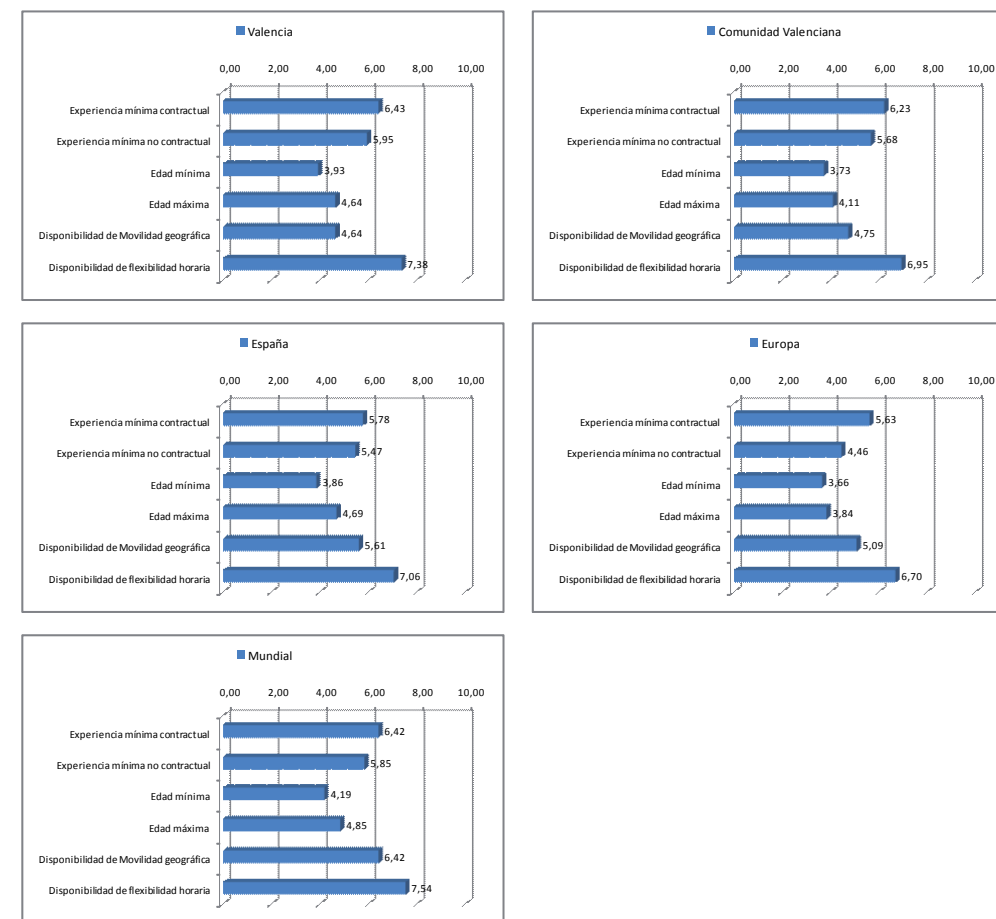 Valencia
0,00 2,00 4,00 6,00 8,00 10,00
Experiencia mínima contractual 6,43
Experiencia mínima no contractual 5,95
Edad mínima 3,93
Edad máxima 4,64
Disponibilidad de Movilidad geográfica 4,64
Disponibilidad de flexibilidad horaria 7,38
Comunidad Valenciana
0,00 2,00 4,00 6,00 8,00 10,00
Experiencia mínima contractual 6,23
Experiencia mínima no contractual 5,68
Edad mínima 3,73
Edad máxima 4,11
Disponibilidad de Movilidad geográfica 4,75
Disponibilidad de flexibilidad horaria 6,95
España
0,00 2,00 4,00 6,00 8,00 10,00
Experiencia mínima contractual 5,78
Experiencia mínima no contractual 5,47
Edad mínima 3,86
Edad máxima 4,69
Disponibilidad de Movilidad geográfica 5,61
Disponibilidad de flexibilidad horaria 7,06
Europa
0,00 2,00 4,00 6,00 8,00 10,00
Experiencia mínima contractual 5,63
Experiencia mínima no contractual 4,46
Edad mínima 3,66
Edad máxima 3,84
Disponibilidad de Movilidad geográfica 5,09
Disponibilidad de flexibilidad horaria 6,70
Mundial
0,00 2,00 4,00 6,00 8,00 10,00
Experiencia mínima contractual 6,42
Experiencia mínima no contractual 5,85
Edad mínima 4,19
Edad máxima 4,85
Disponibilidad de Movilidad geográfica 6,42
Disponibilidad de flexibilidad horaria 7,54